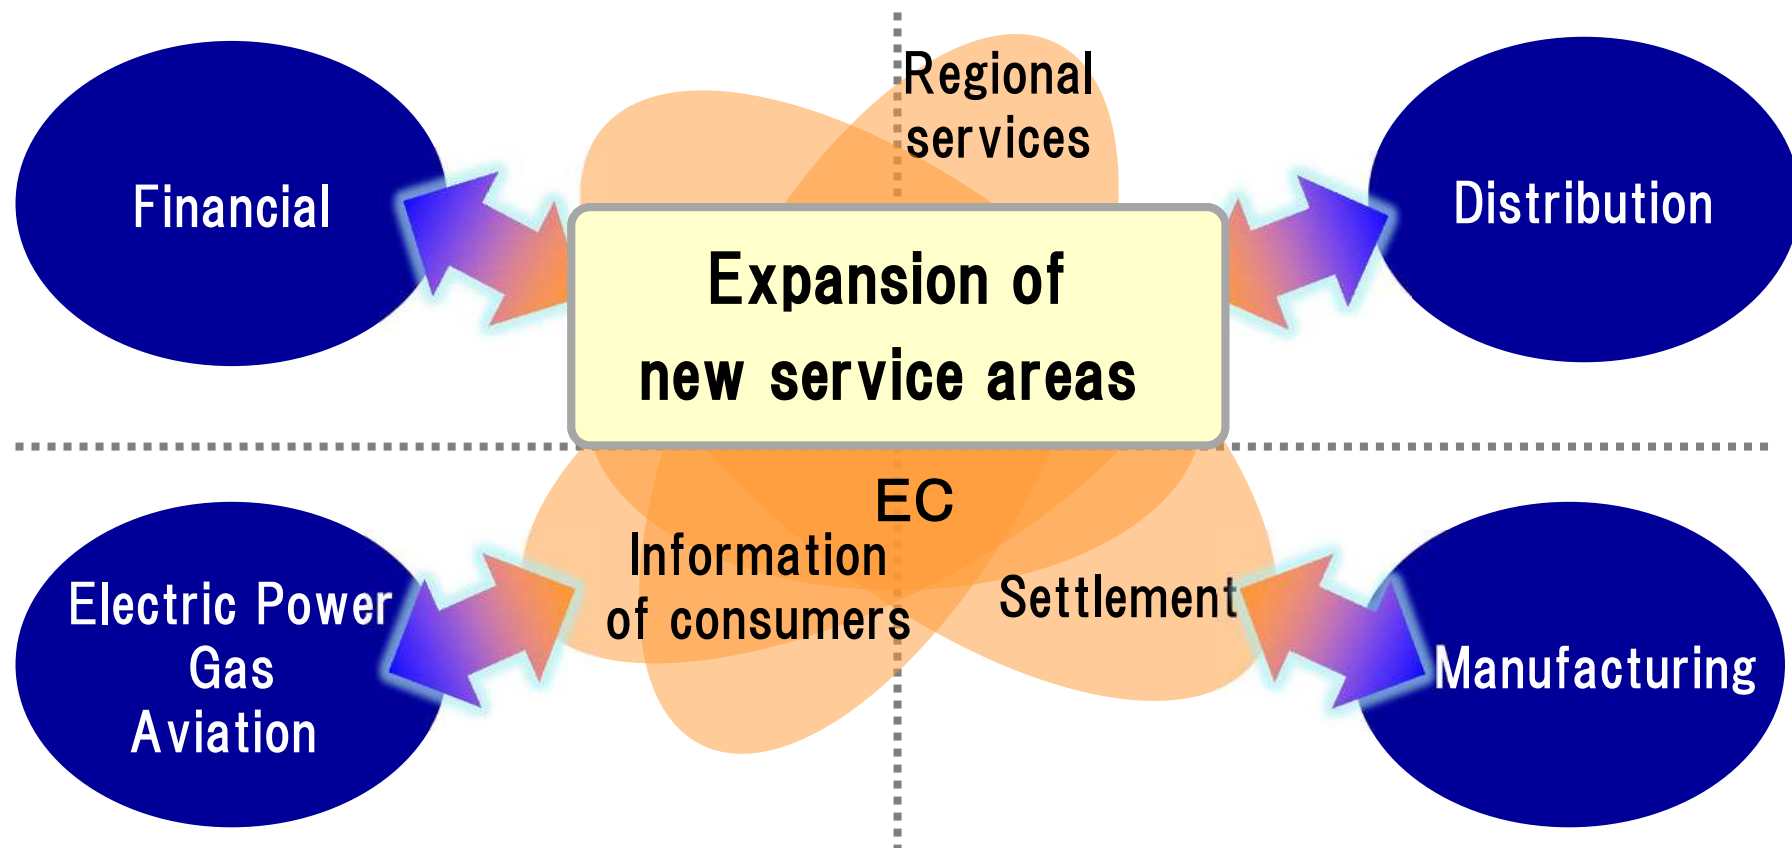 Regional
services
Financial
Distribution
Expansion of
new service areas
EC
Information
of consumers
Settlement
Electric Power
Gas
Aviation
Manufacturing